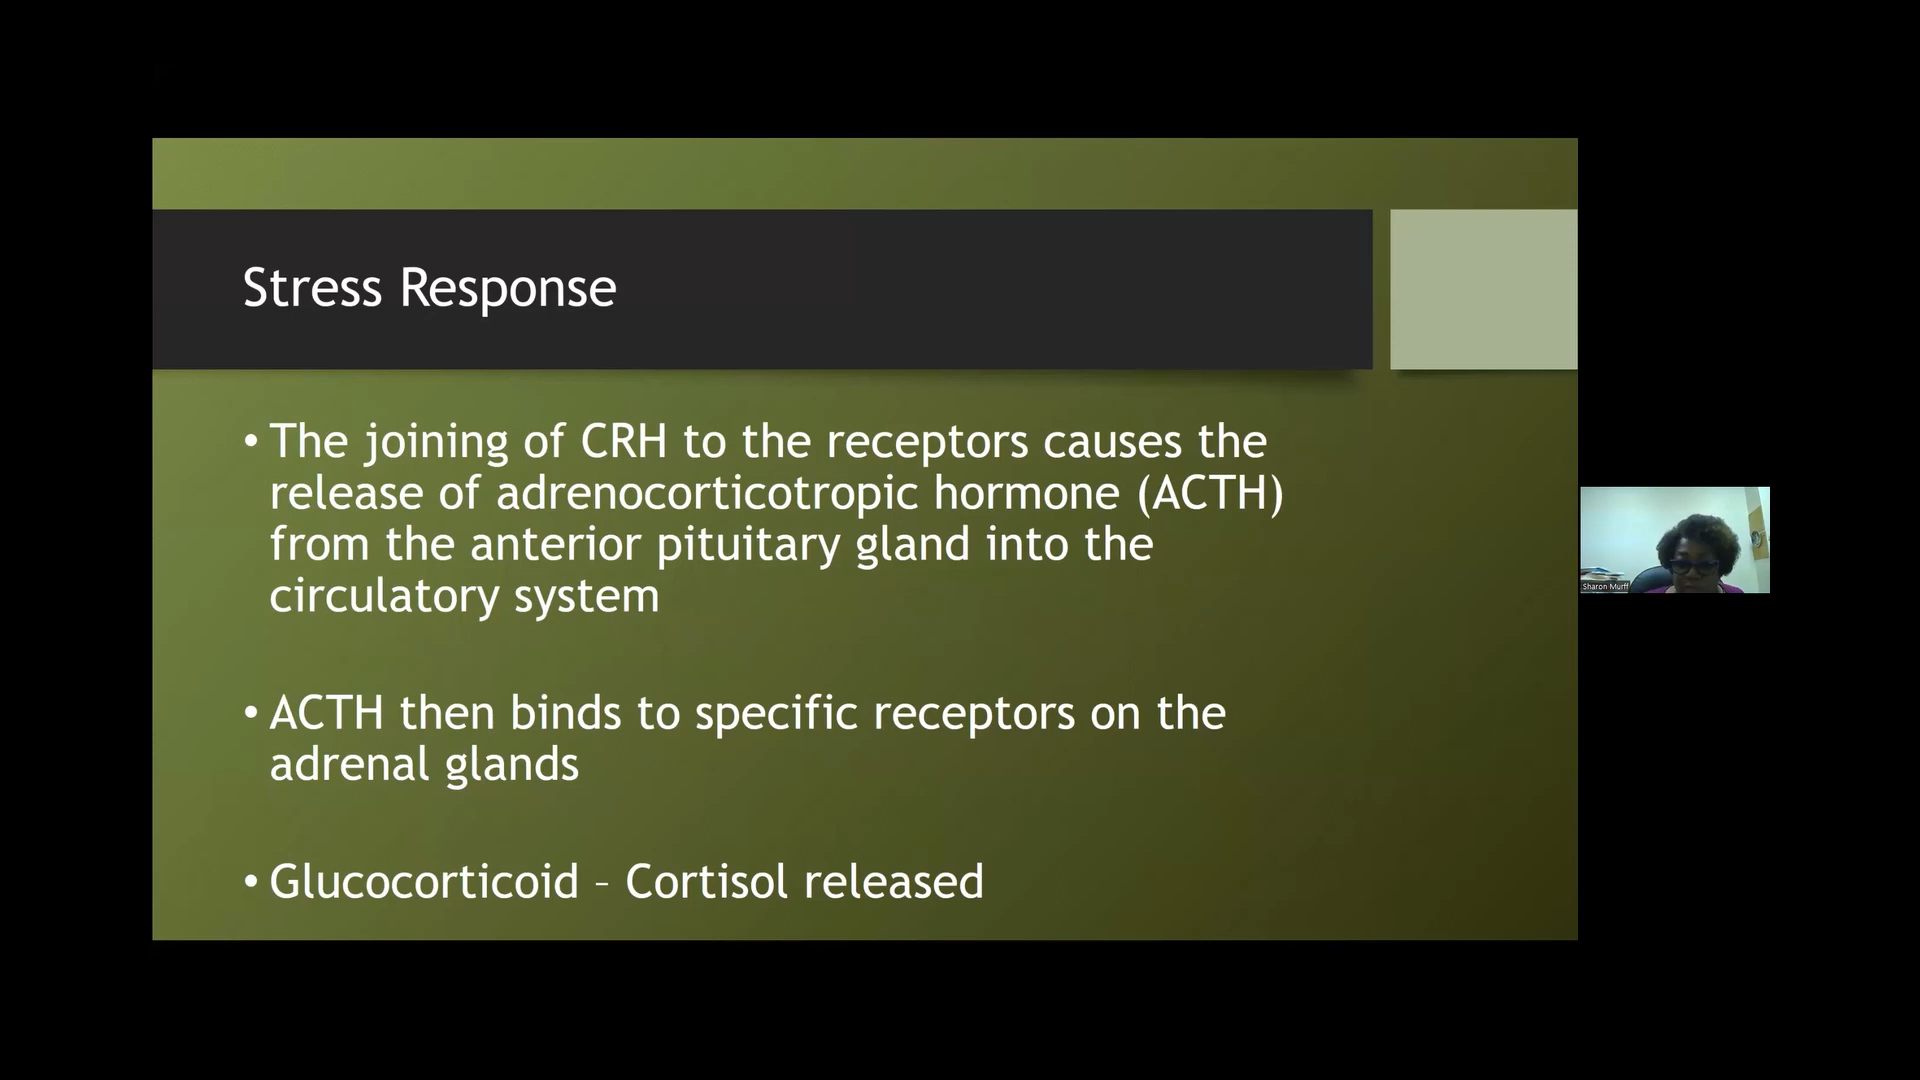 Stress Response
• The joining of CRH to the receptors causes the
release of adrenocorticotropic hormone (ACTH)
from the anterior pituitary gland into the
circulatory system
• ACTH then binds to specific receptors on the
adrenal glands
• Glucocorticoid – Cortisol released
Sharon Murff